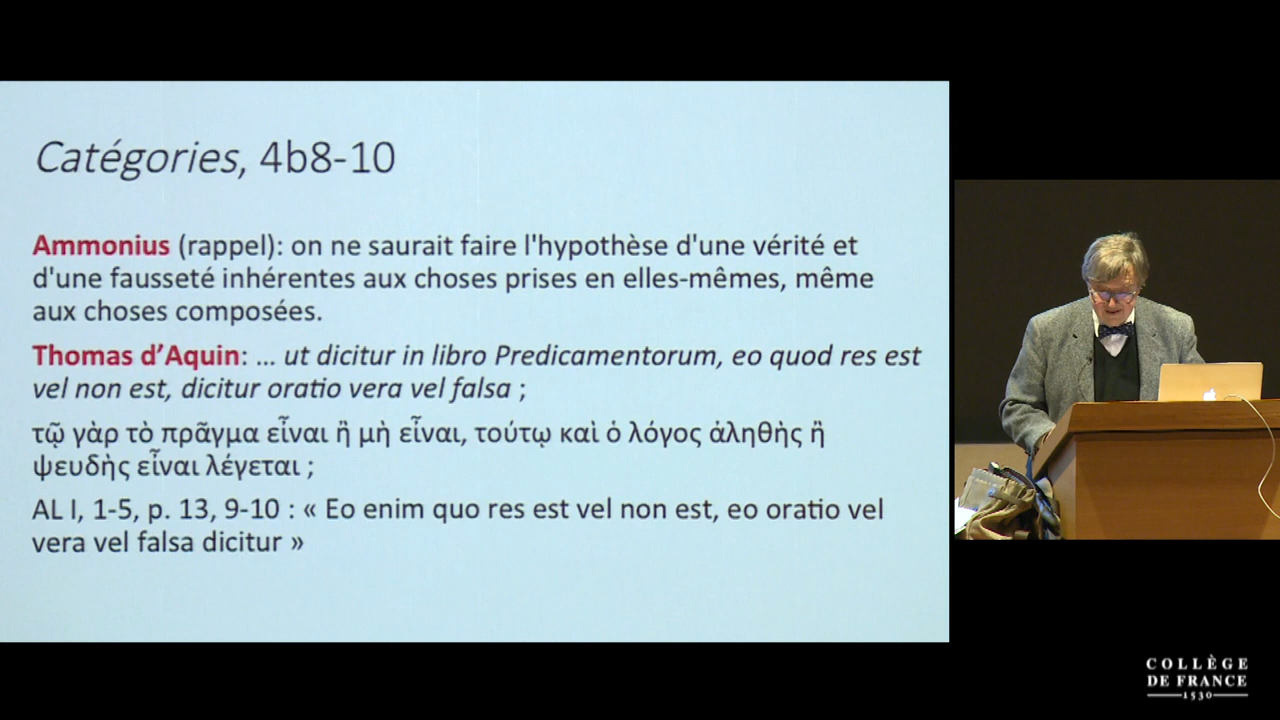 Catégories, 4b8-10
Ammonius (rappel): on ne saurait faire l'hypothèse d'une vérité et
d'une fausseté inhérentes aux choses prises en elles-mêmes, même
aux choses composées.
Thomas d’Aquin: … ut dicitur in libro Predicamentorum, eo quod res est
vel non est, dicitur oratio vera vel falsa ;
τῷ γὰρ τὸ πρᾶγμα εἶναι ἢ μὴ εἶναι, τούτῳ καὶ ὁ λόγος ἀληθὴς ἢ
ψευδὴς εἶναι λέγεται ;
AL I, 1-5, p. 13, 9-10 : « Eo enim quo res est vel non est, eo oratio vel
vera vel falsa dicitur »
COLLÈGE
DE FRANCE
1530